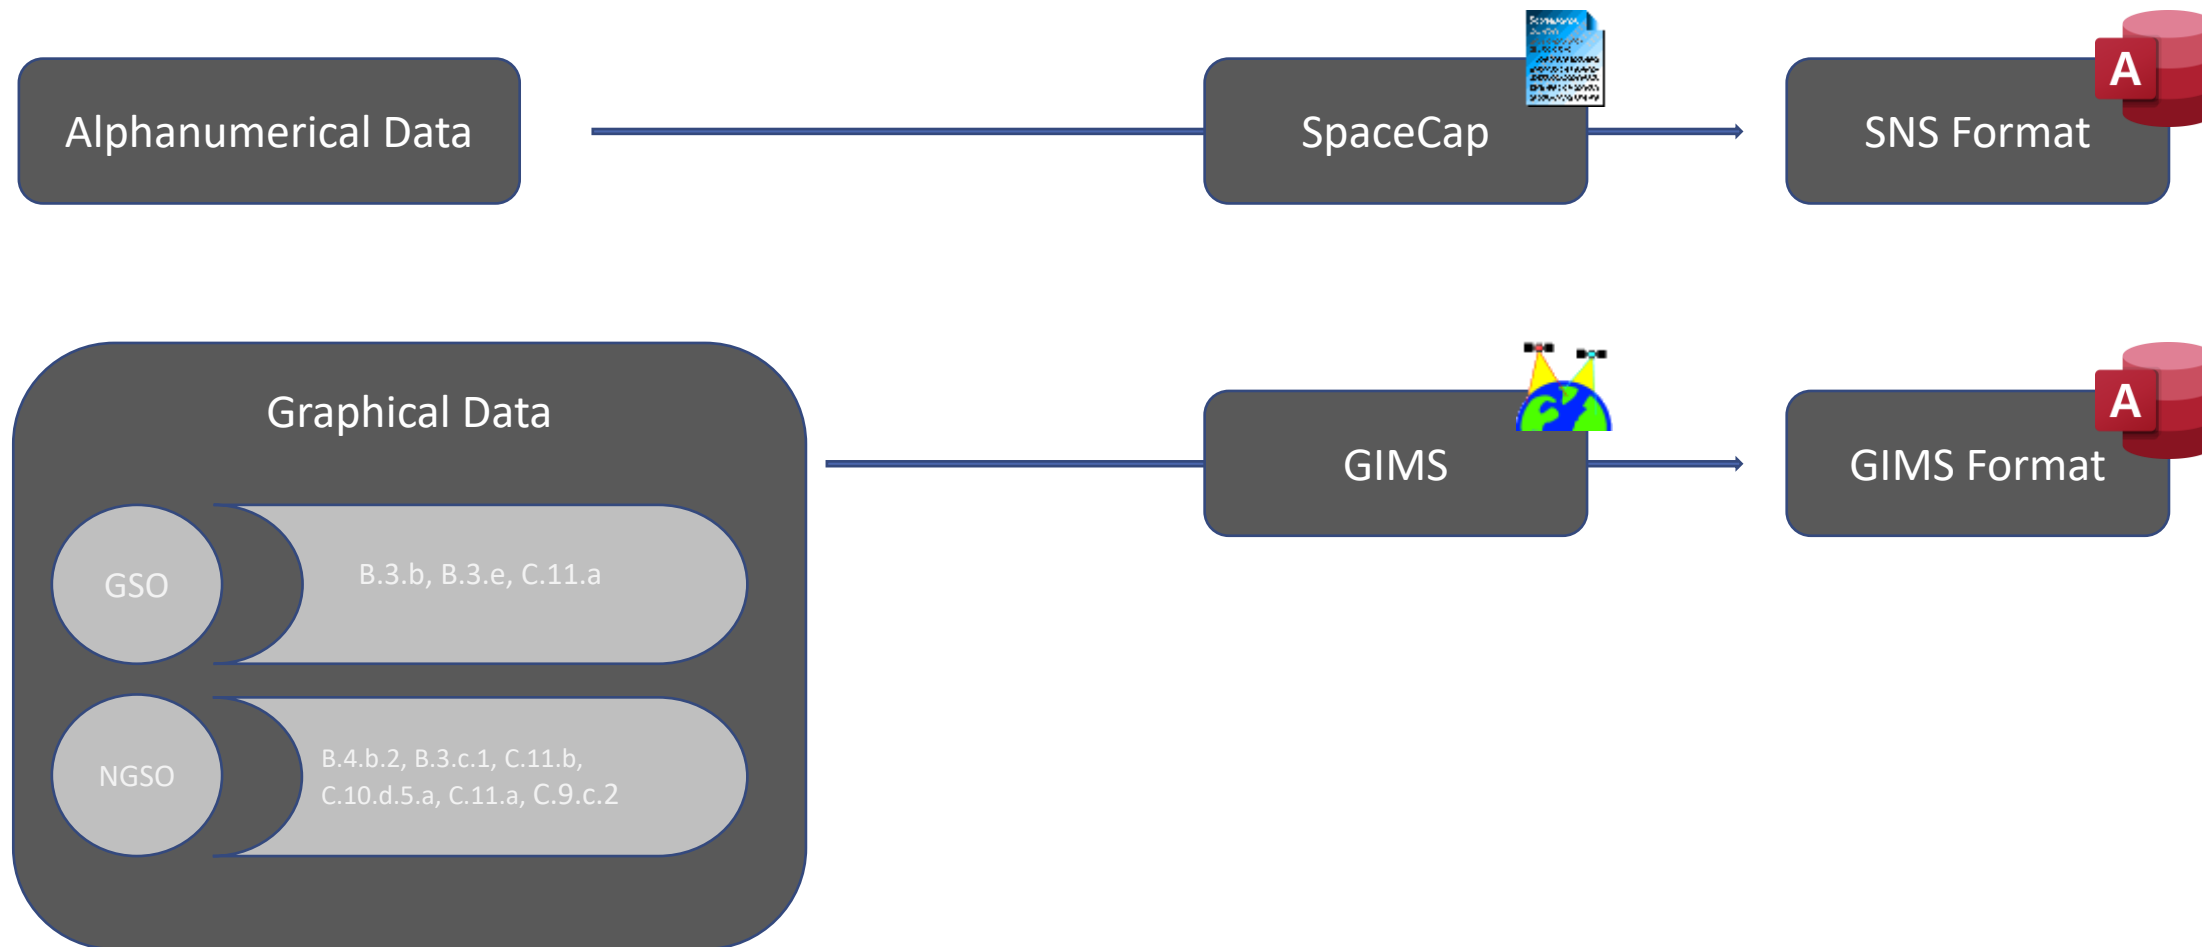 Alphanumerical Data
SpaceCap
A
SNS Format
Graphical Data
GIMS
A
GIMS Format
GSO
B.3.b, B.3.e, C.11.a
NGSO
B.4.b.2, B.3.c.1, C.11.b,
C.10.d.5.a, C.11.a, C.9.c.2